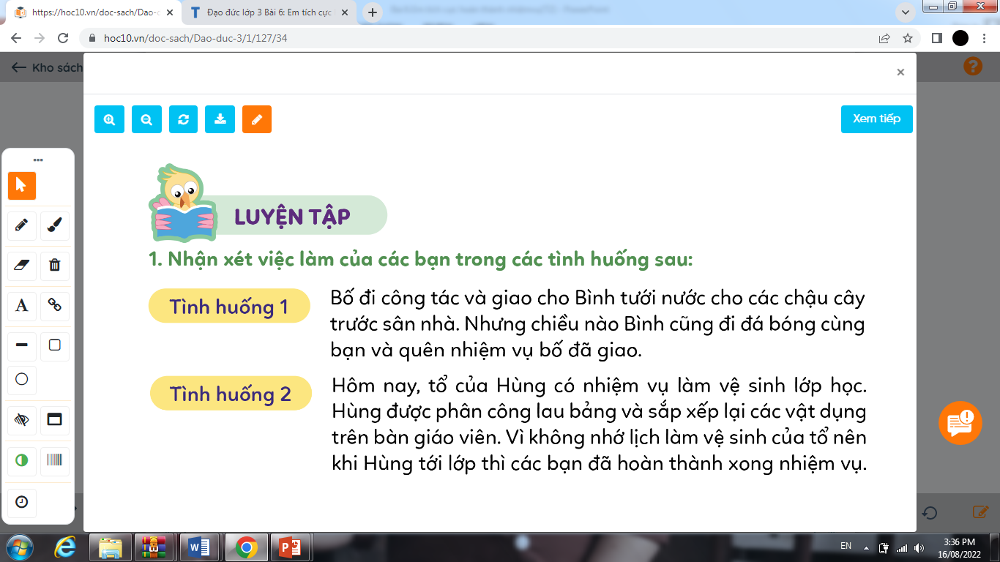 https://hoc10.vn/doc-sach/Dao-c
Đạo đức lớp 3 Bài 6: Em tích cực
hoc10.vn/doc-sach/Dao-duc-3/1/127/34
Kho sách
×
Xem tiếp
LUYỆN TẬP
1. Nhận xét việc làm của các bạn trong các tình huống sau:
Tình huống 1
Bố đi công tác và giao cho Bình tưới nước cho các chậu cây
trước sân nhà. Nhưng chiều nào Bình cũng đi đá bóng cùng
bạn và quên nhiệm vụ bố đã giao.
Tình huống 2
Hôm nay, tổ của Hùng có nhiệm vụ làm vệ sinh lớp học.
Hùng được phân công lau bảng và sắp xếp lại các vật dụng
trên bàn giáo viên. Vì không nhớ lịch làm vệ sinh của tổ nên
khi Hùng tới lớp thì các bạn đã hoàn thành xong nhiệm vụ.
A
EN
3:36 PM
16/08/2022